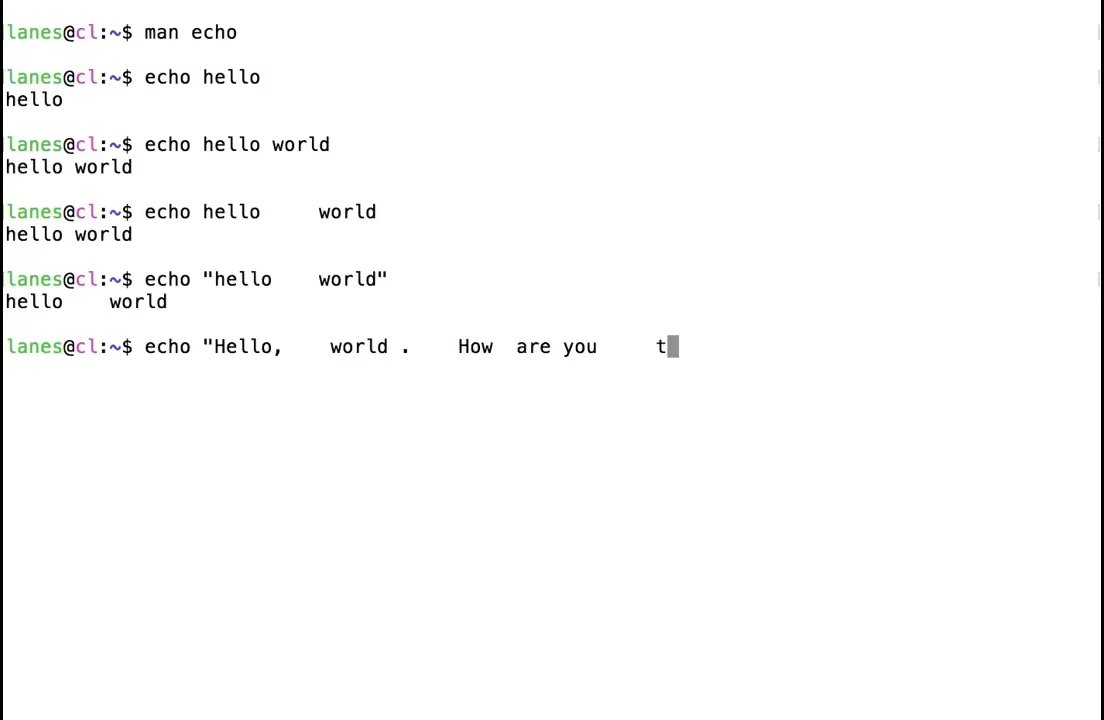 lanes@cl:~$ man echo
lanes@cl:~$ echo hello
hello
lanes@cl:~$ echo hello world
hello world
lanes@cl:~$ echo hello     world
hello world
lanes@cl:~$ echo "hello    world"
hello    world
lanes@cl:~$ echo "Hello,    world .    How  are you     t